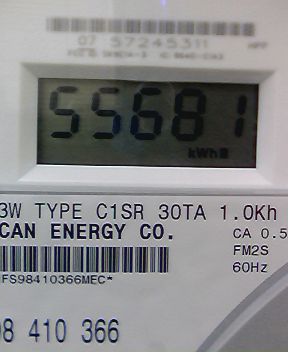 07 57245311
55681
kWh
3W TYPE C1SR 30TA 1.0Kh
CAN ENERGY CO.
CA 0.5
FM2S
FS98410366MEC*
60Hz
98 410 366